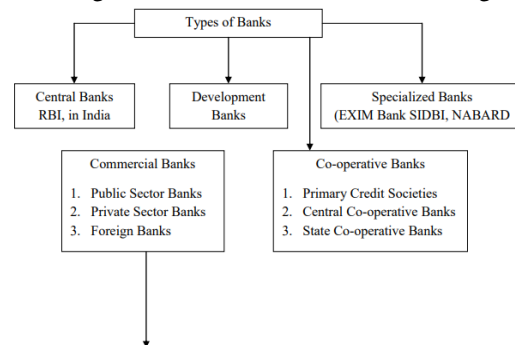 Types of Banks
Central Banks
RBI, in India
Development
Banks
Specialized Banks
(EXIM Bank SIDBI, NABARD
Commercial Banks
1. Public Sector Banks
2. Private Sector Banks
3. Foreign Banks
Co-operative Banks
1. Primary Credit Societies
2. Central Co-operative Banks
3. State Co-operative Banks